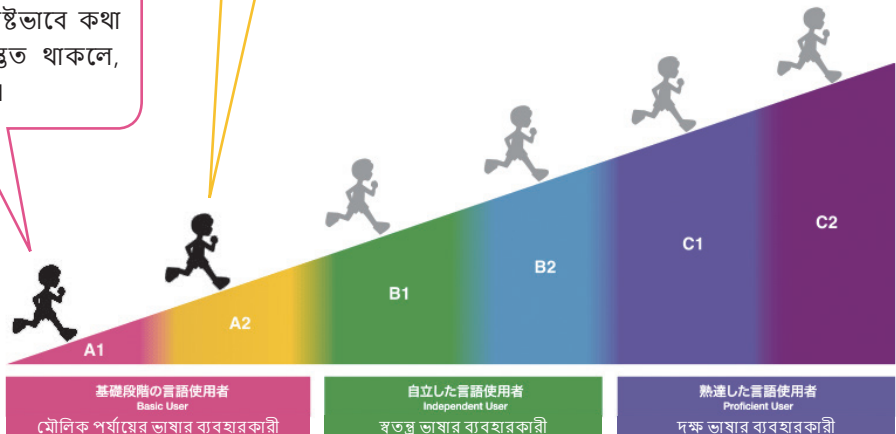 কথা
থাকলে,
A1
A2
B1
B2
C1
C2
基礎段階の言語使用者
Basic User
মৌলিক পর্যায়ের ভাষার ব্যবহারকারী
自立した言語使用者
Independent User
স্বতন্ত্র ভাষার ব্যবহারকারী
熟達した言語使用者
Proficient User
দক্ষ ভাষার ব্যবহারকারী